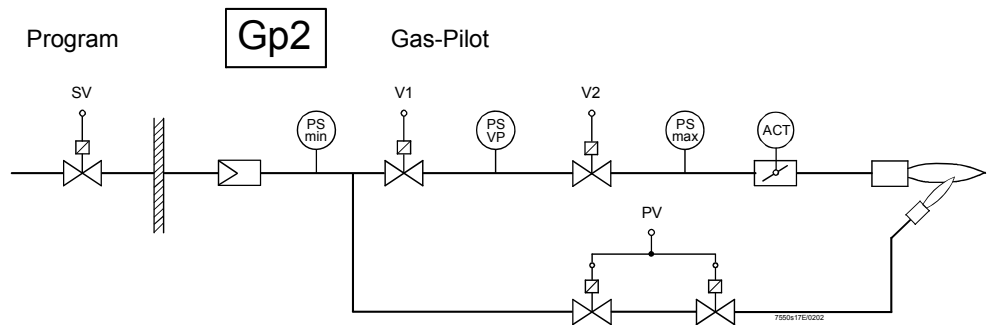 Program
Gp2
Gas-Pilot
SV
V1
V2
PS
min
PS
VP
PS
max
ACT
PV
7550s17E/0202